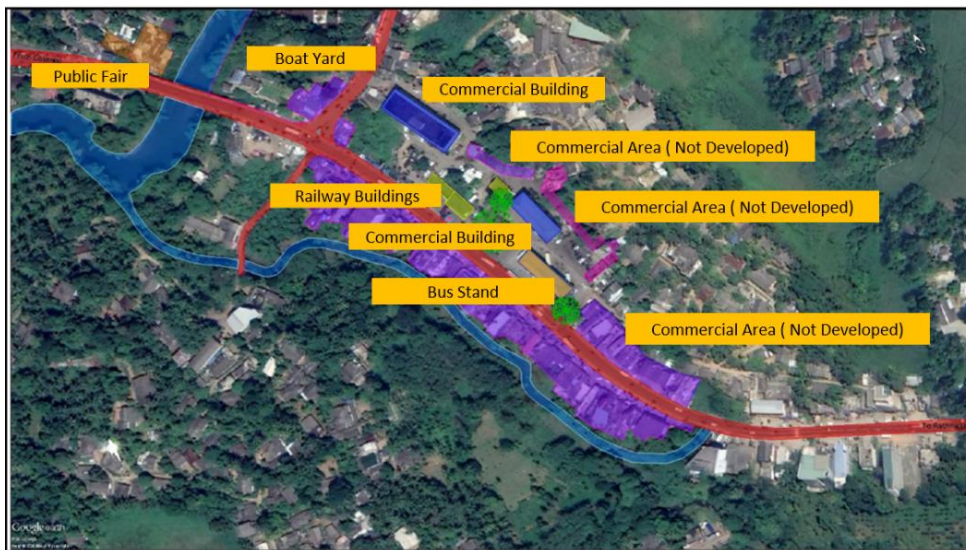 Boat Yard
Public Fair
Commercial Building
Commercial Area ( Not Developed)
Railway Buildings
Commercial Area ( Not Developed)
Commercial Building
Bus Stand
Commercial Area ( Not Developed)
Google